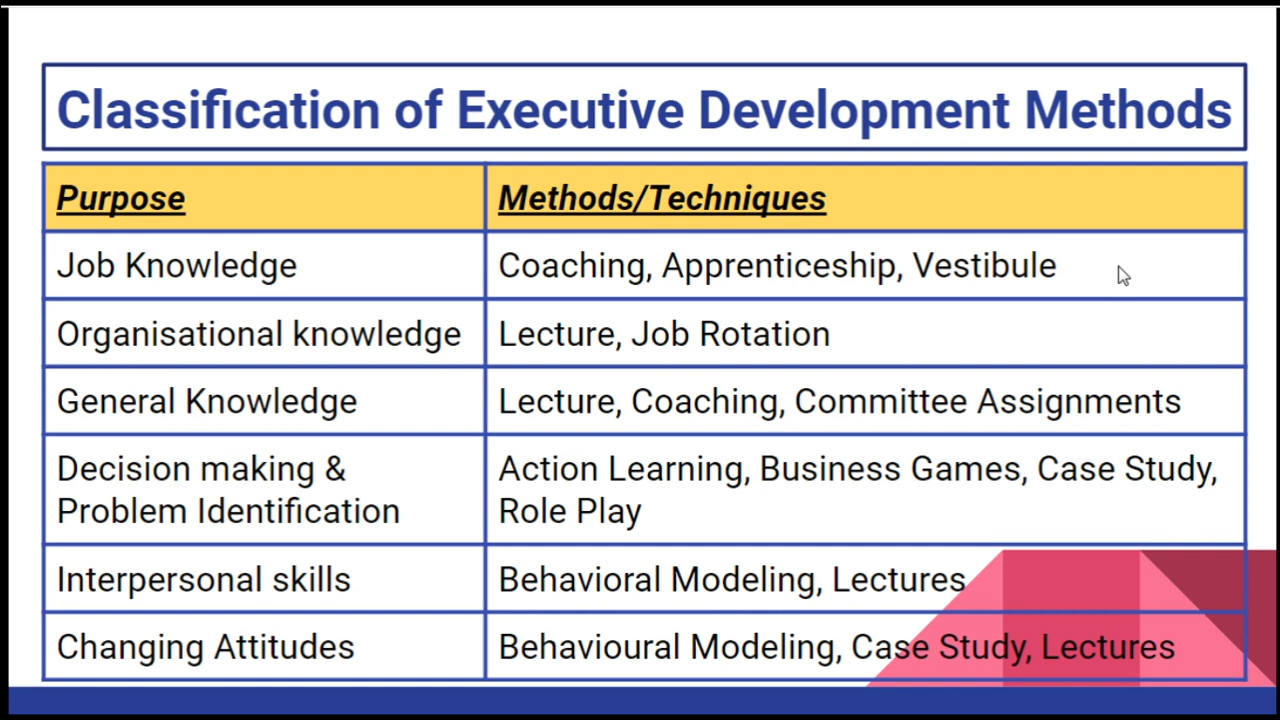 Classification of Executive Development Methods
Purpose
Methods/Techniques
Job Knowledge
Coaching, Apprenticeship, Vestibule
Organisational knowledge
Lecture, Job Rotation
General Knowledge
Lecture, Coaching, Committee Assignments
Decision making &
Problem Identification
Action Learning, Business Games, Case Study,
Role Play
Interpersonal skills
Behavioral Modeling, Lectures
Changing Attitudes
Behavioural Modeling, Case Study, Lectures